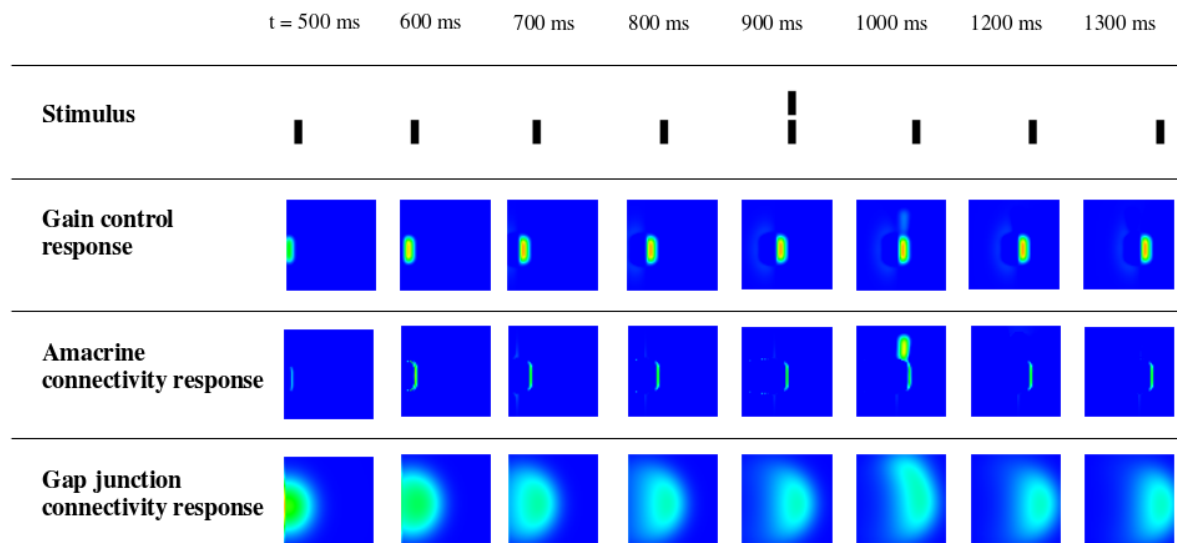 t = 500 ms 600 ms 700 ms 800 ms 900 ms 1000 ms 1200 ms 1300 ms
Stimulus
Gain control
response
Amacrine
connectivity response
Gap junction
connectivity response